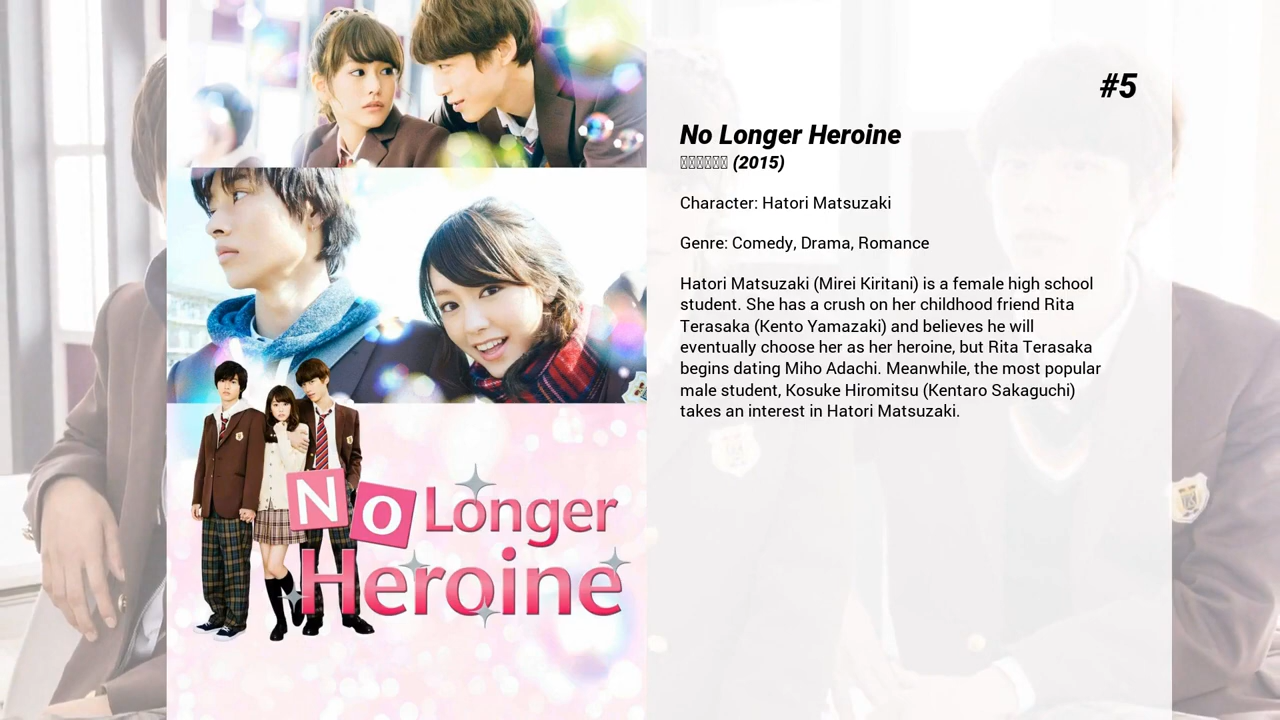 #5
No Longer Heroine
(2015)
Character: Hatori Matsuzaki
Genre: Comedy, Drama, Romance
Hatori Matsuzaki (Mirei Kiritani) is a female high school
student. She has a crush on her childhood friend Rita
Terasaka (Kento Yamazaki) and believes he will
eventually choose her as her heroine, but Rita Terasaka
begins dating Miho Adachi. Meanwhile, the most popular
male student, Kosuke Hiromitsu (Kentaro Sakaguchi)
takes an interest in Hatori Matsuzaki.
No Longer
Heroine